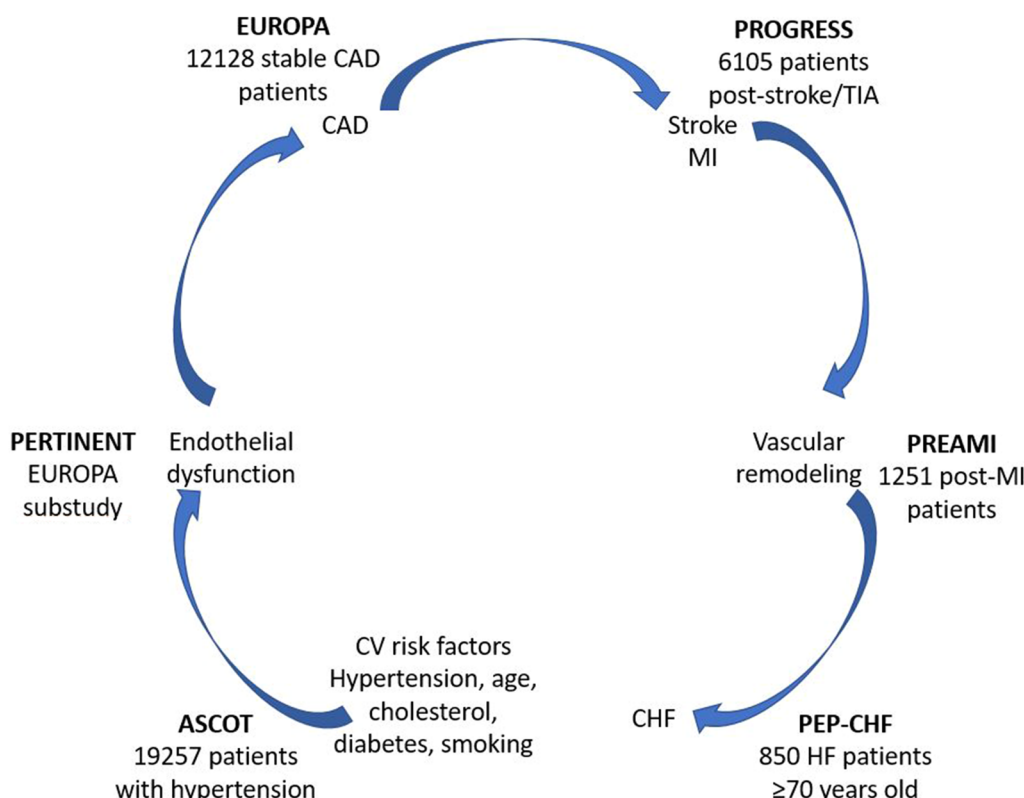 EUROPA
12128 stable CAD
patients
CAD
PROGRESS
6105 patients
post-stroke/TIA
Stroke
MI
PERTINENT
EUROPA
substudy
Endothelial
dysfunction
Vascular
remodeling
PREAMI
1251 post-MI
patients
CV risk factors
Hypertension, age,
cholesterol,
diabetes, smoking
ASCOT
19257 patients
with hypertension
CHF
PEP-CHF
850 HF patients
≥70 years old